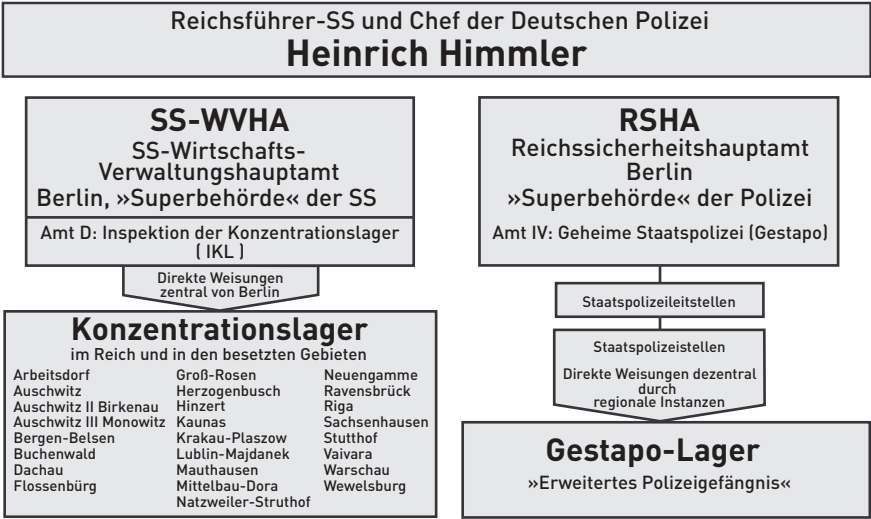 Reichsführer-SS und Chef der Deutschen Polizei
Heinrich Himmler
SS-WVHA
SS-Wirtschafts-
Verwaltungshauptamt
Berlin, »Superbehörde« der SS
Amt D: Inspektion der Konzentrationslager
( IKL )
Direkte Weisungen
zentral von Berlin
Konzentrationslager
im Reich und in den besetzten Gebieten
Arbeitsdorf
Auschwitz
Auschwitz II Birkenau
Auschwitz III Monowitz
Bergen-Belsen
Buchenwald
Dachau
Flossenbürg
Groß-Rosen
Herzogenbusch
Hinzert
Kaunas
Krakau-Plaszow
Lublin-Majdanek
Mauthausen
Mittelbau-Dora
Natzweiler-Struthof
Neuengamme
Ravensbrück
Riga
Sachsenhausen
Stutthof
Vaivara
Warschau
Wewelsburg
RSHA
Reichssicherheitshauptamt
Berlin
»Superbehörde« der Polizei
Amt IV: Geheime Staatspolizei (Gestapo)
Staatspolizeileitstellen
Staatspolizeistellen
Direkte Weisungen dezentral
durch
regionale Instanzen
Gestapo-Lager
»Erweitertes Polizeigefängnis«